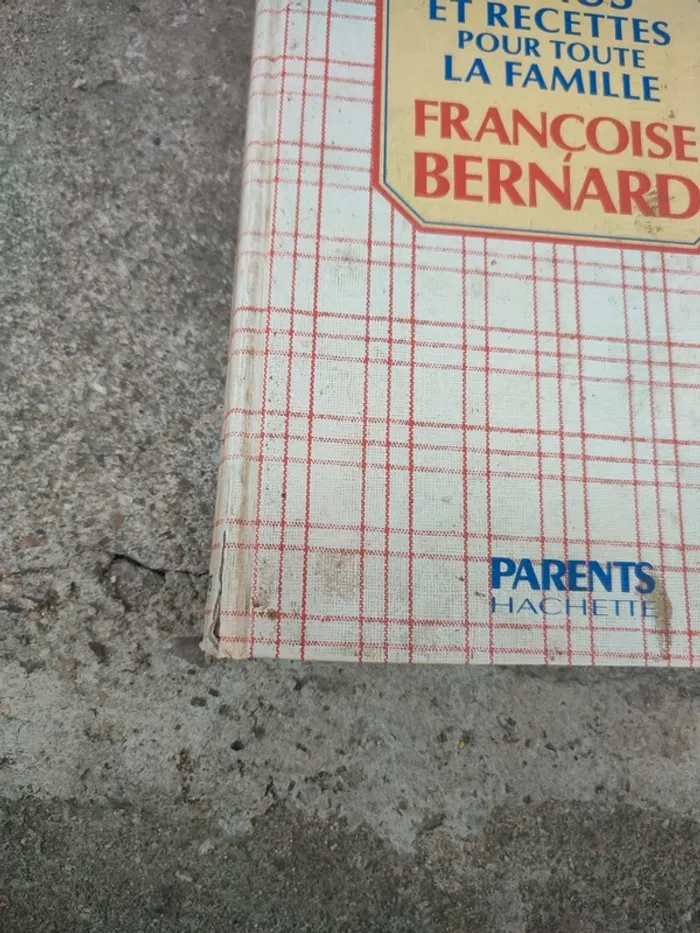 ET RECETTES
POUR TOUTE
LA FAMILLE
FRANÇOISE
BERNARD
PARENTS
HACHETTE